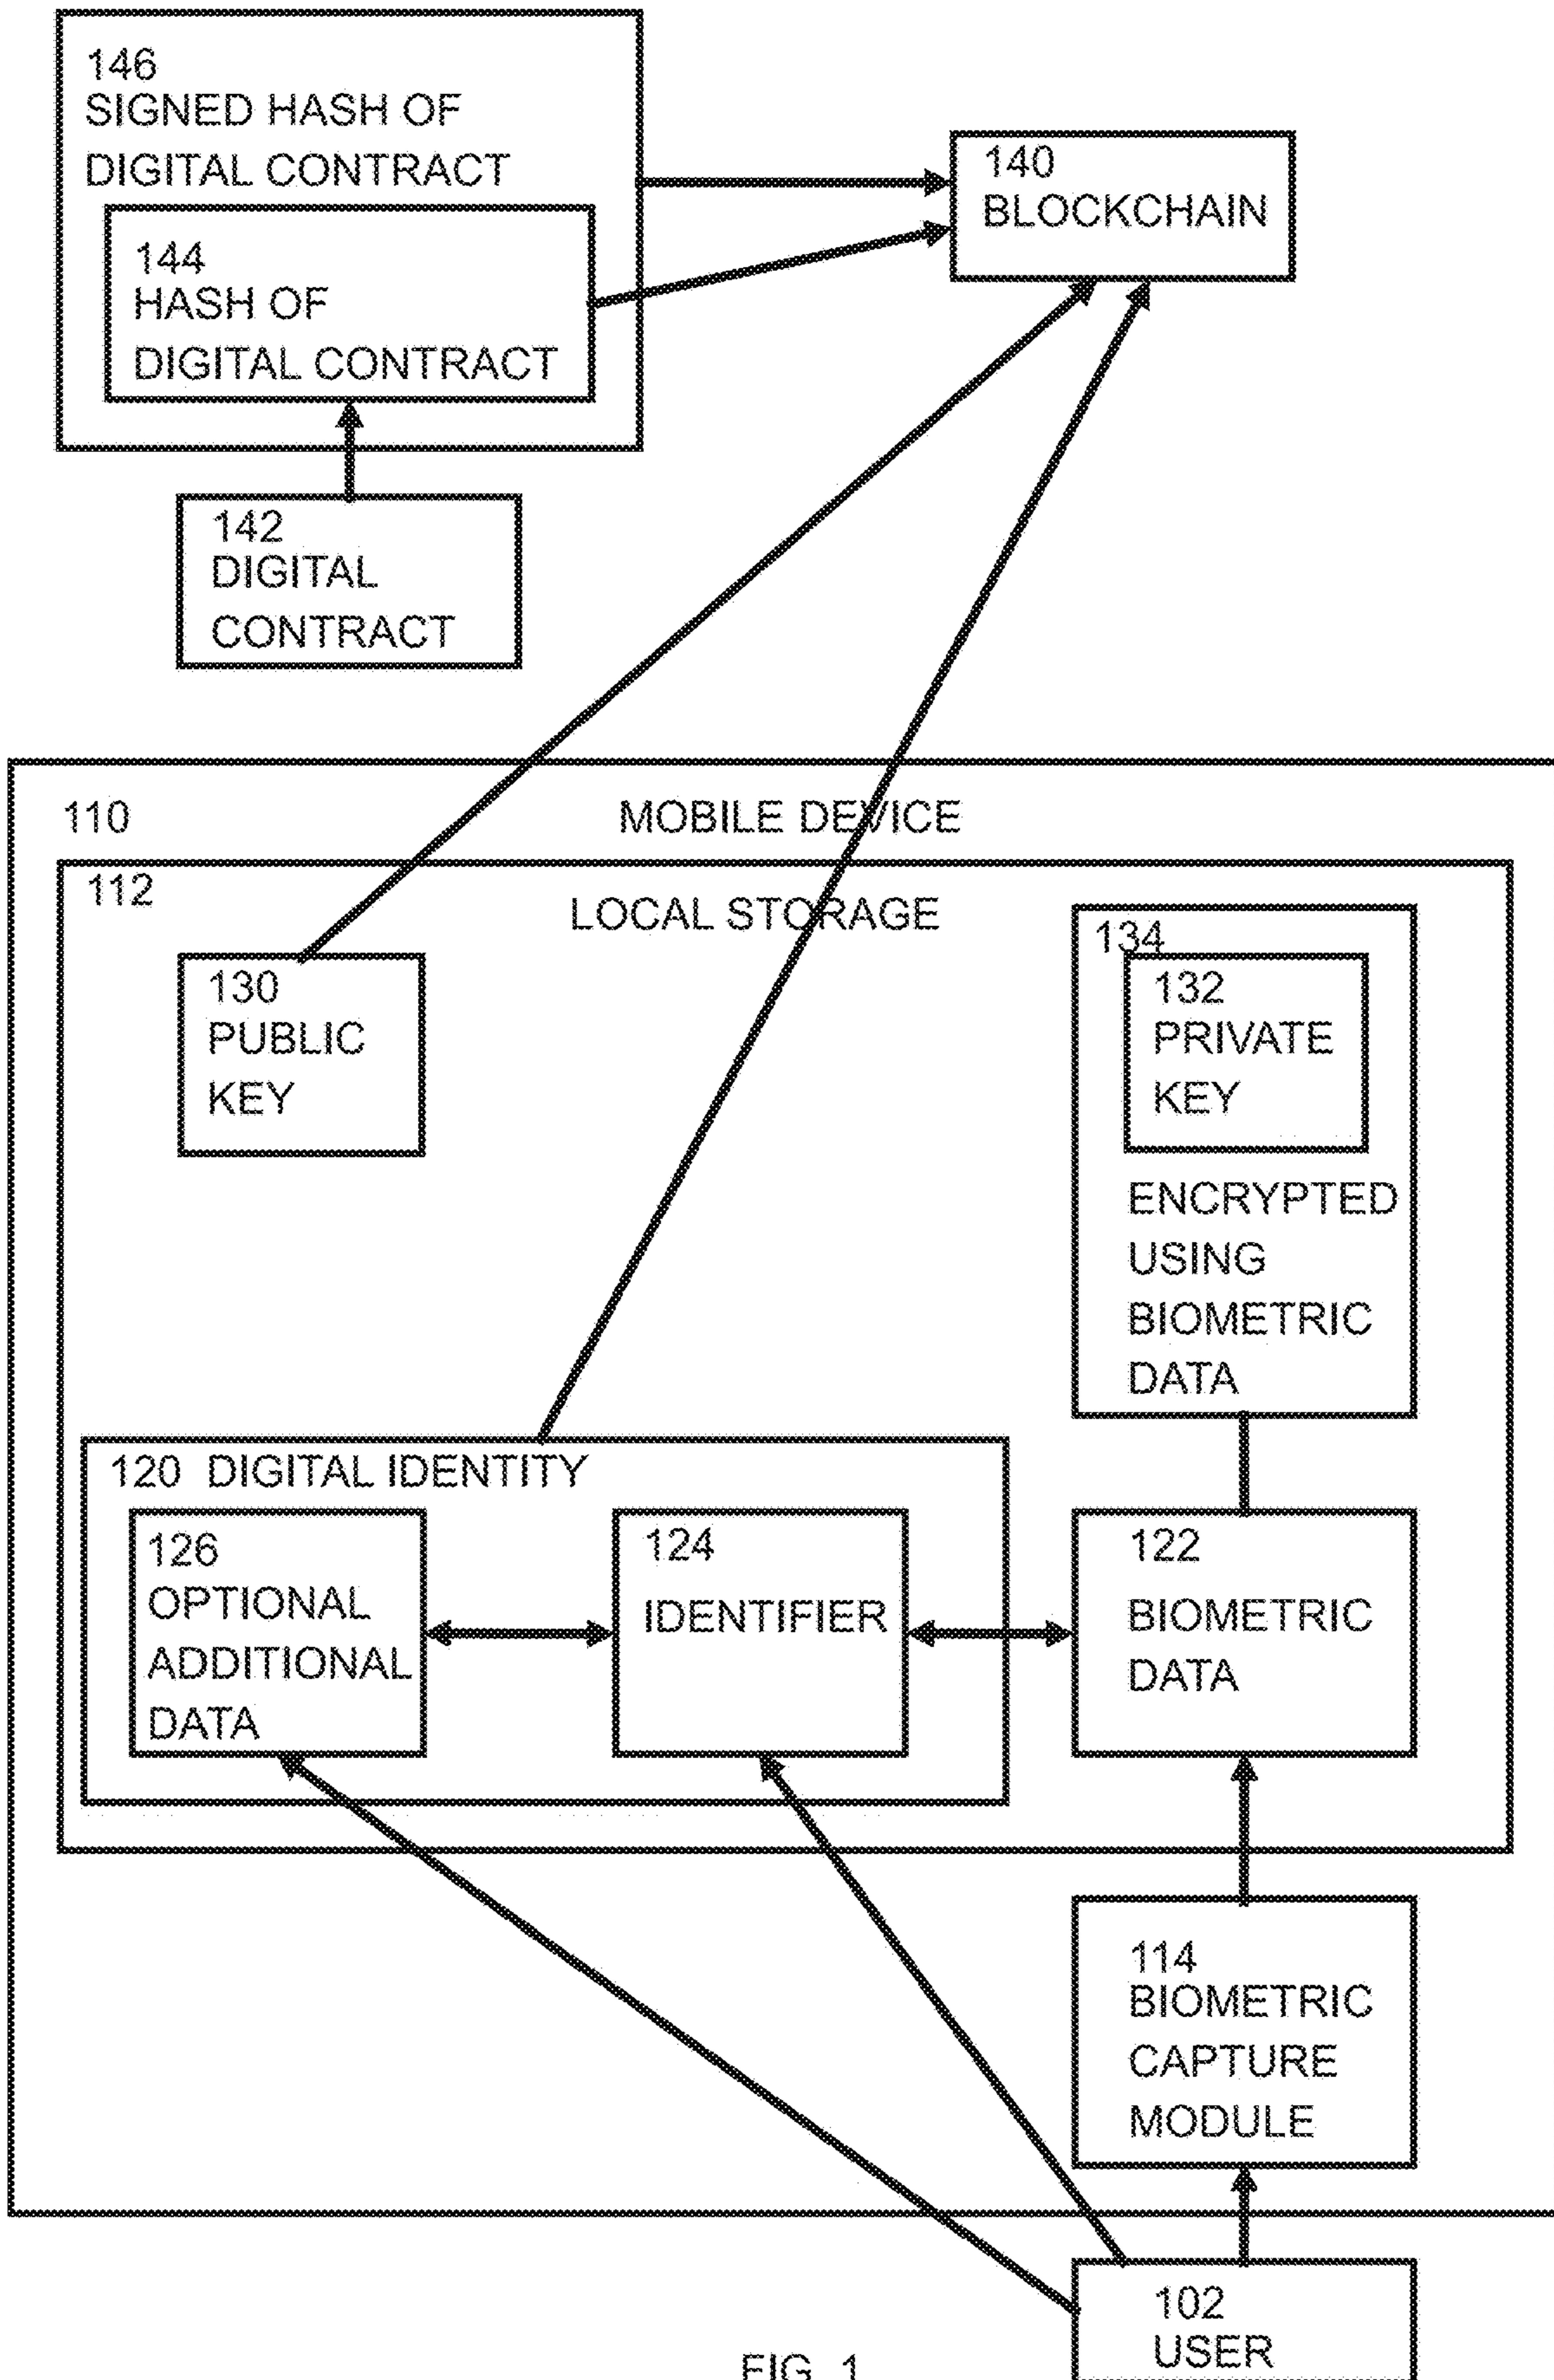 146
SIGNED HASH OF
DIGITAL CONTRACT
144
HASH OF
DIGITAL CONTRACT
140
BLOCKCHAIN
142
DIGITAL
CONTRACT
110
MOBILE DEVICE
112
LOCAL STORAGE
130
PUBLIC
KEY
134
132
PRIVATE
KEY
ENCRYPTED
USING
BIOMETRIC
DATA
120 DIGITAL IDENTITY
126
OPTIONAL
ADDITIONAL
DATA
124
IDENTIFIER
122
BIOMETRIC
DATA
114
BIOMETRIC
CAPTURE
MODULE
102
USER
FIG. 1